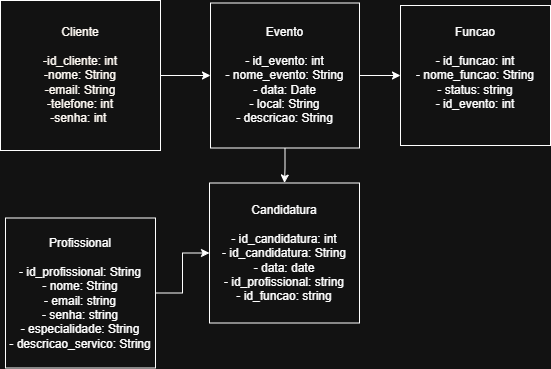 Cliente
-id_cliente: int
-nome: String
-email: String
-telefone: int
-senha: int
Evento
- id_evento: int
- nome_evento: String
- data: Date
- local: String
- descricao: String
Funcao
- id_funcao: int
- nome_funcao: String
- status: string
- id_evento: int
Profissional
- id_profissional: String
- nome: String
- email: string
- senha: string
- especialidade: String
- descricao_servico: String
Candidatura
- id_candidatura: int
- id_candidatura: String
- data: date
- id_profissional: string
- id_funcao: string